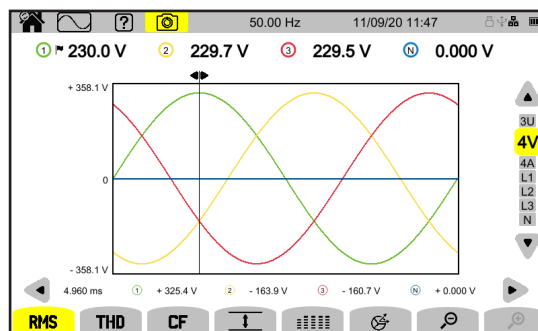 ? 50.00 Hz 11/09/20 11:47
1 230.0 V 2 229.7 V 3 229.5 V N 0.000 V
+ 358.1 V
0
- 358.1 V
3U
4V
4A
L1
L2
L3
N
4.960 ms 1 + 325.4 V 2 - 163.9 V 3 - 160.7 V N + 0.000 V
RMS THD CF